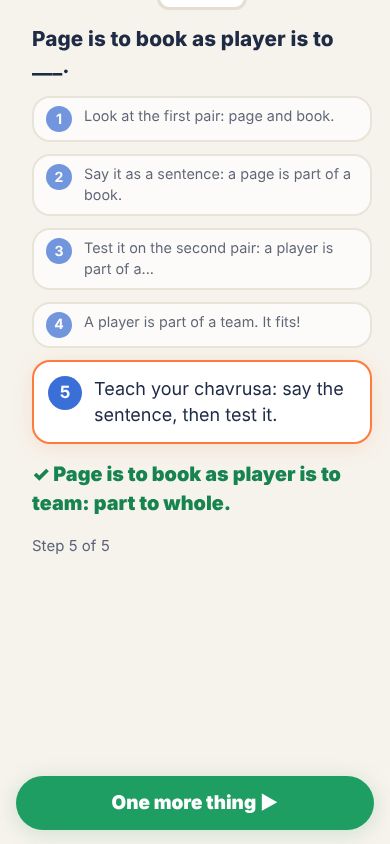 Page is to book as player is to
___.
1 Look at the first pair: page and book.
2 Say it as a sentence: a page is part of a
book.
3 Test it on the second pair: a player is
part of a...
4 A player is part of a team. It fits!
5 Teach your chavrusa: say the
sentence, then test it.
✓ Page is to book as player is to
team: part to whole.
Step 5 of 5
One more thing ▶